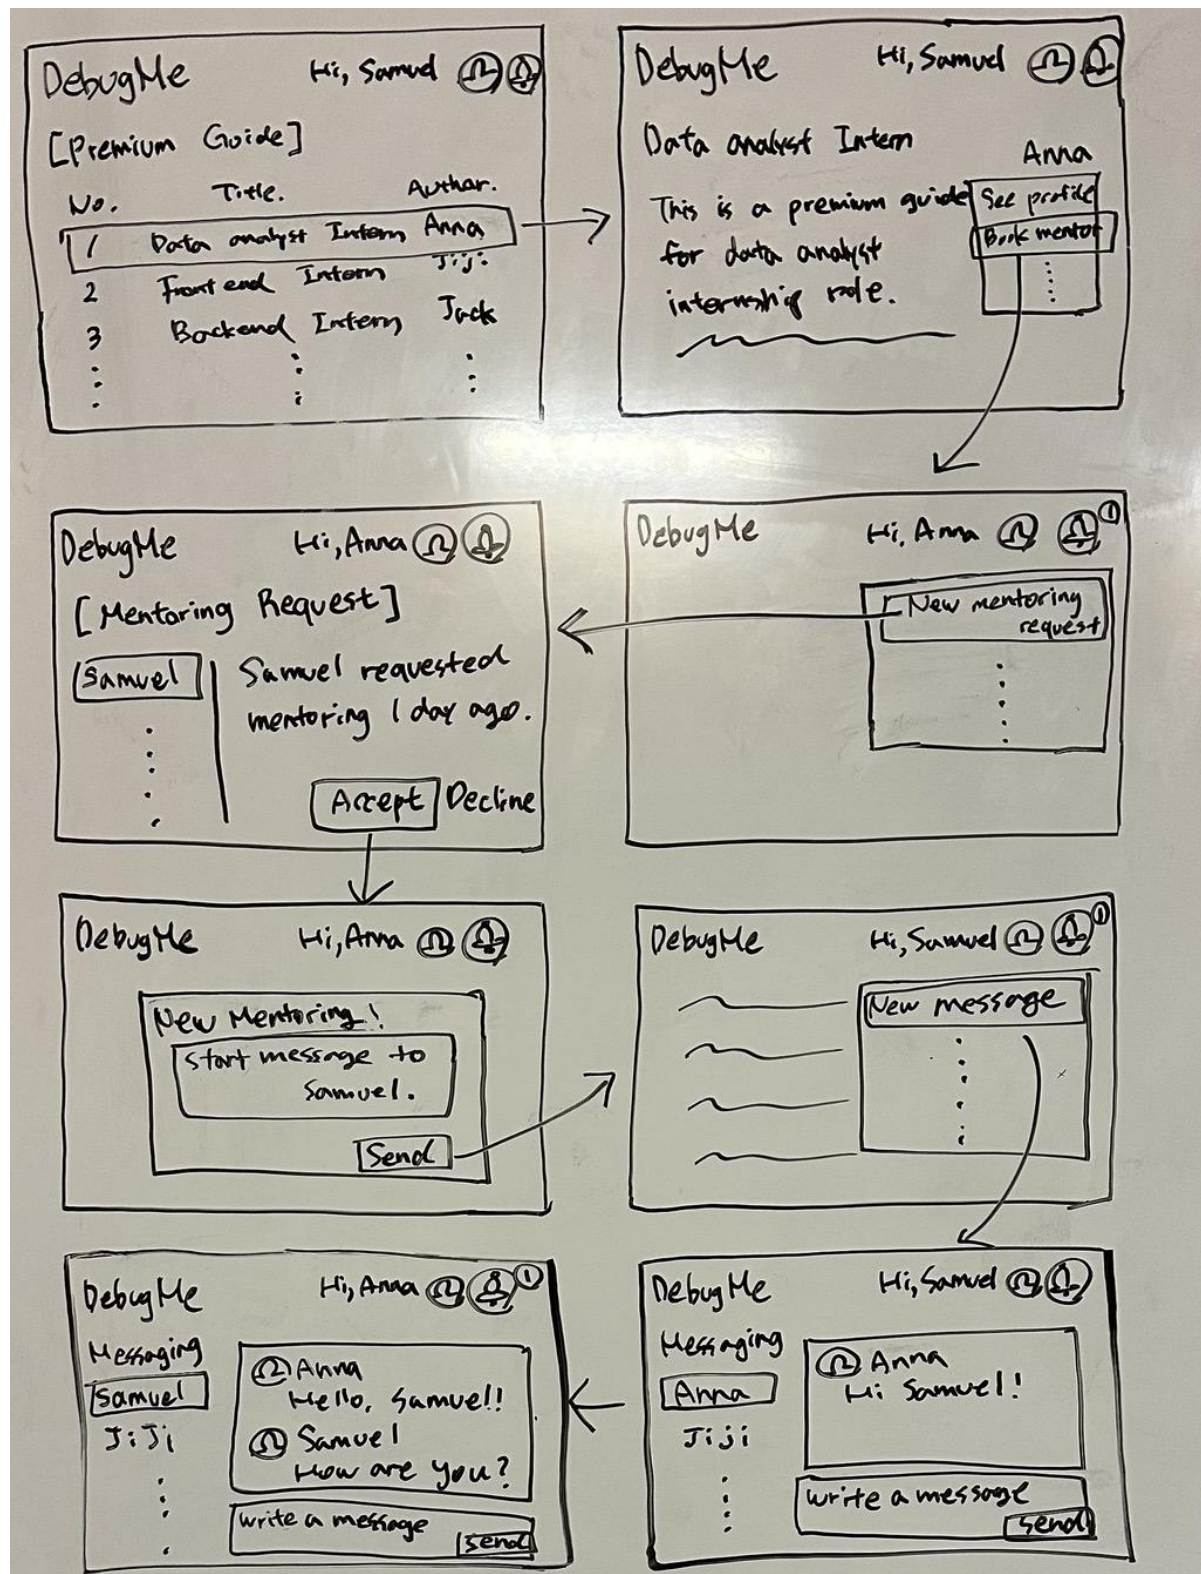 DebugMe Hi, Samuel
[Premium Guide]
No. Title. Author.
1 Data analyst Intern Anna
2 Front end Intern Jiji
3 Backend Intern Jack
DebugMe Hi, Samuel
Data analyst Intern
Anna
This is a premium guide
for data analyst
internship role.
See profile
Book mentor
DebugMe Hi, Anna 1
New mentoring
request
DebugMe Hi, Anna
[Mentoring Request]
Samuel
Samuel requested
mentoring 1 day ago.
Accept Decline
DebugMe Hi, Anna
New Mentoring!
Start message to
Samuel.
Send
DebugMe Hi, Samuel 1
New message
DebugMe Hi, Samuel
Messaging
Anna
Jiji
Anna
Hi Samuel!
write a message
send
DebugMe Hi, Anna 1
Messaging
Samuel
JiJi
Anna
Hello, Samuel!
Samuel
How are you?
write a message
send